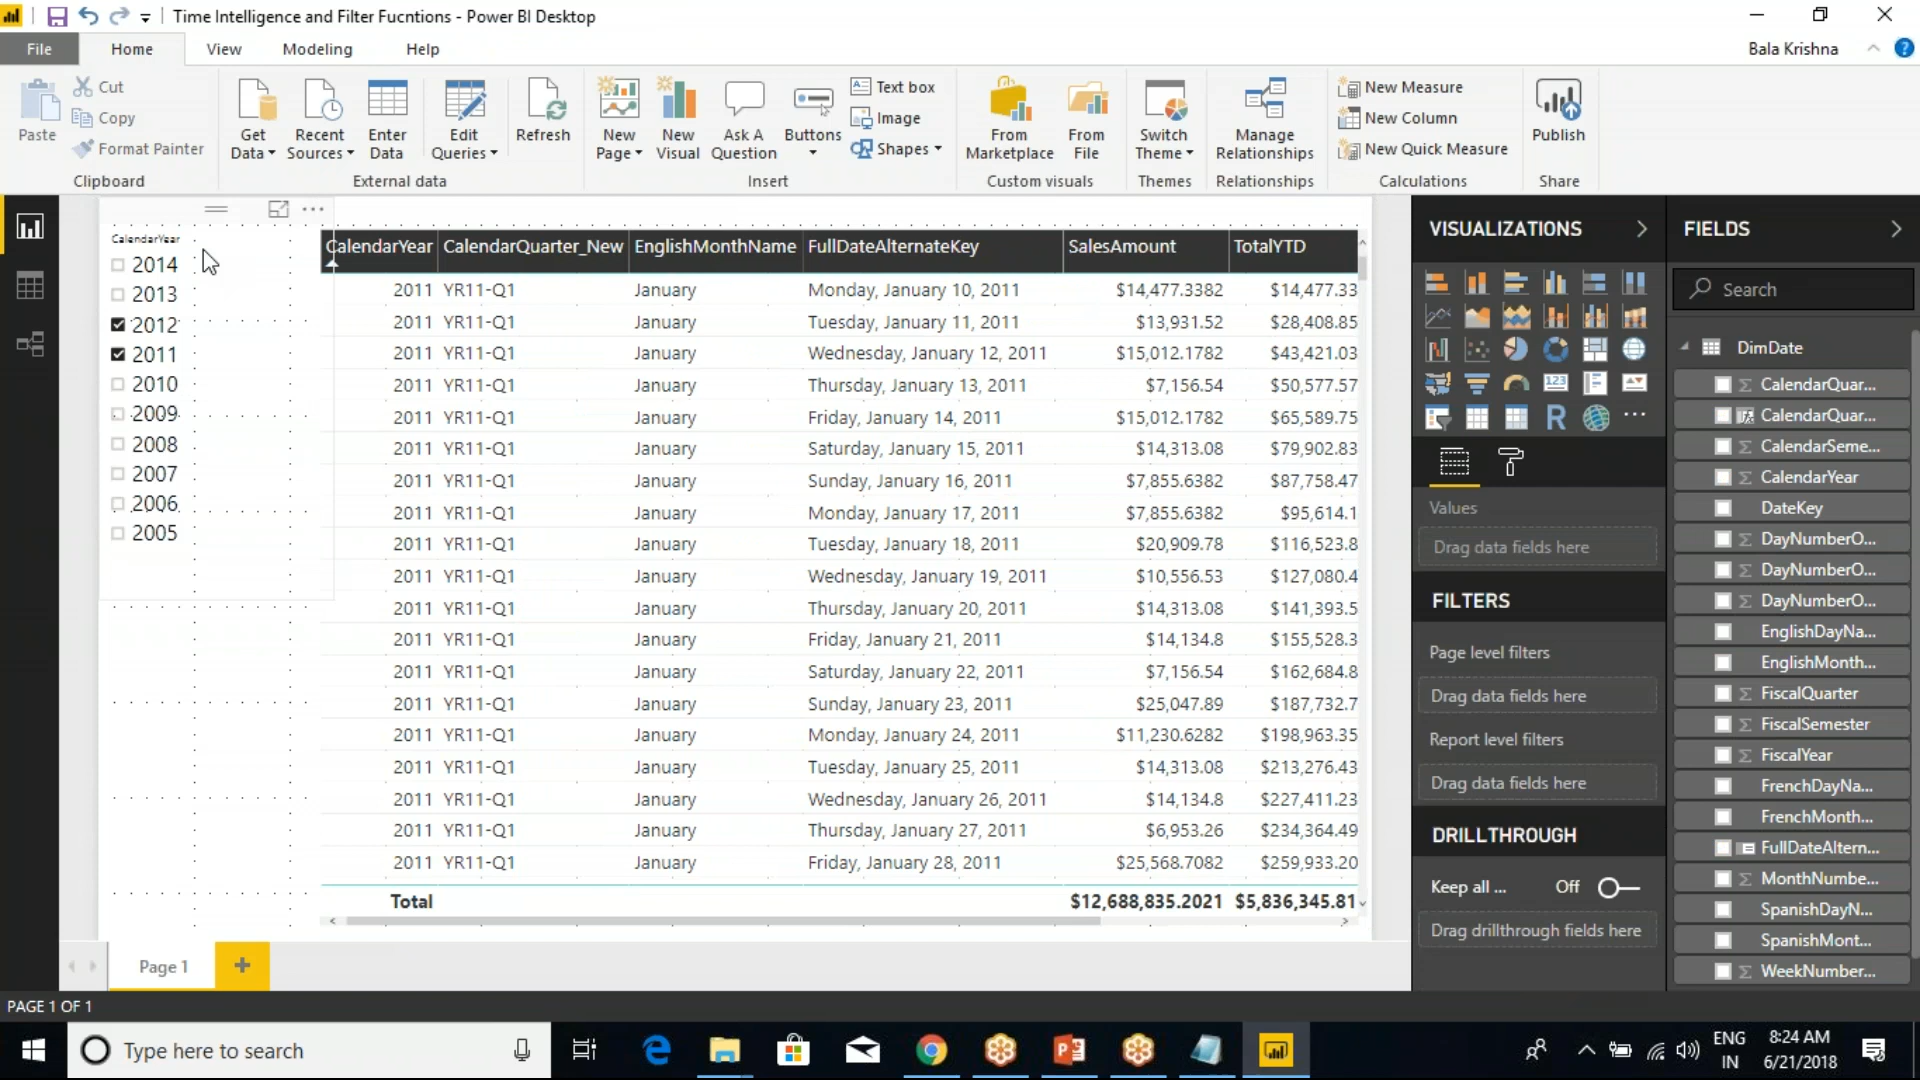 Time Intelligence and Filter Fucntions - Power BI Desktop
File Home View Modeling Help Bala Krishna
Paste
Cut
Copy
Format Painter
Clipboard
Get Data
Recent Sources
Enter Data
Edit Queries
Refresh
External data
New Page
New Visual
Ask A Question
Buttons
Text box
Image
Shapes
Insert
From Marketplace
From File
Custom visuals
Switch Theme
Themes
Manage Relationships
Relationships
New Measure
New Column
New Quick Measure
Calculations
Publish
Share
CalendarYear
2014
2013
2012
2011
2010
2009
2008
2007
2006
2005
CalendarYear CalendarQuarter_New EnglishMonthName FullDateAlternateKey SalesAmount TotalYTD
2011 YR11-Q1 January Monday, January 10, 2011 $14,477.3382 $14,477.33
2011 YR11-Q1 January Tuesday, January 11, 2011 $13,931.52 $28,408.85
2011 YR11-Q1 January Wednesday, January 12, 2011 $15,012.1782 $43,421.03
2011 YR11-Q1 January Thursday, January 13, 2011 $7,156.54 $50,577.57
2011 YR11-Q1 January Friday, January 14, 2011 $15,012.1782 $65,589.75
2011 YR11-Q1 January Saturday, January 15, 2011 $14,313.08 $79,902.83
2011 YR11-Q1 January Sunday, January 16, 2011 $7,855.6382 $87,758.47
2011 YR11-Q1 January Monday, January 17, 2011 $7,855.6382 $95,614.1
2011 YR11-Q1 January Tuesday, January 18, 2011 $20,909.78 $116,523.8
2011 YR11-Q1 January Wednesday, January 19, 2011 $10,556.53 $127,080.4
2011 YR11-Q1 January Thursday, January 20, 2011 $14,313.08 $141,393.5
2011 YR11-Q1 January Friday, January 21, 2011 $14,134.8 $155,528.3
2011 YR11-Q1 January Saturday, January 22, 2011 $7,156.54 $162,684.8
2011 YR11-Q1 January Sunday, January 23, 2011 $25,047.89 $187,732.7
2011 YR11-Q1 January Monday, January 24, 2011 $11,230.6282 $198,963.35
2011 YR11-Q1 January Tuesday, January 25, 2011 $14,313.08 $213,276.43
2011 YR11-Q1 January Wednesday, January 26, 2011 $14,134.8 $227,411.23
2011 YR11-Q1 January Thursday, January 27, 2011 $6,953.26 $234,364.49
2011 YR11-Q1 January Friday, January 28, 2011 $25,568.7082 $259,933.20
Total $12,688,835.2021 $5,836,345.81
VISUALIZATIONS
Values
Drag data fields here
FILTERS
Page level filters
Drag data fields here
Report level filters
Drag data fields here
DRILLTHROUGH
Keep all ... Off
Drag drillthrough fields here
FIELDS
Search
DimDate
CalendarQuar...
CalendarQuar...
CalendarSeme...
CalendarYear
DateKey
DayNumberO...
DayNumberO...
DayNumberO...
EnglishDayNa...
EnglishMonth...
FiscalQuarter
FiscalSemester
FiscalYear
FrenchDayNa...
FrenchMonth...
FullDateAltern...
MonthNumbe...
SpanishDayN...
SpanishMont...
WeekNumber...
Page 1
PAGE 1 OF 1
Type here to search
ENG
IN
8:24 AM
6/21/2018